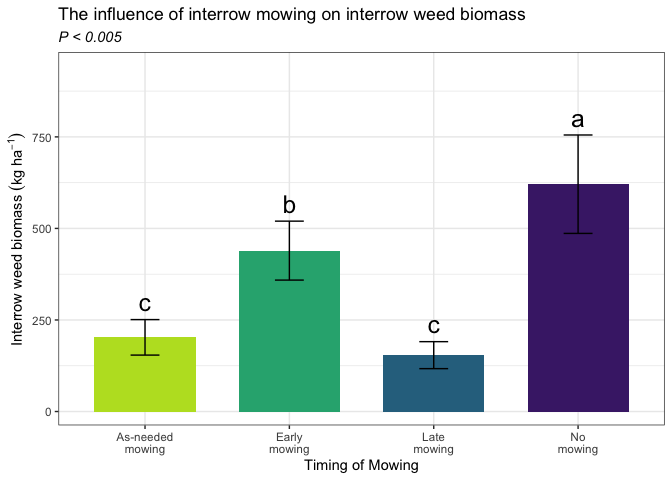 The influence of interrow mowing on interrow weed biomass
P < 0.005
Interrow weed biomass (kg ha⁻¹)
750
500
250
0
c
b
c
a
As-needed
mowing
Early
mowing
Late
mowing
No
mowing
Timing of Mowing